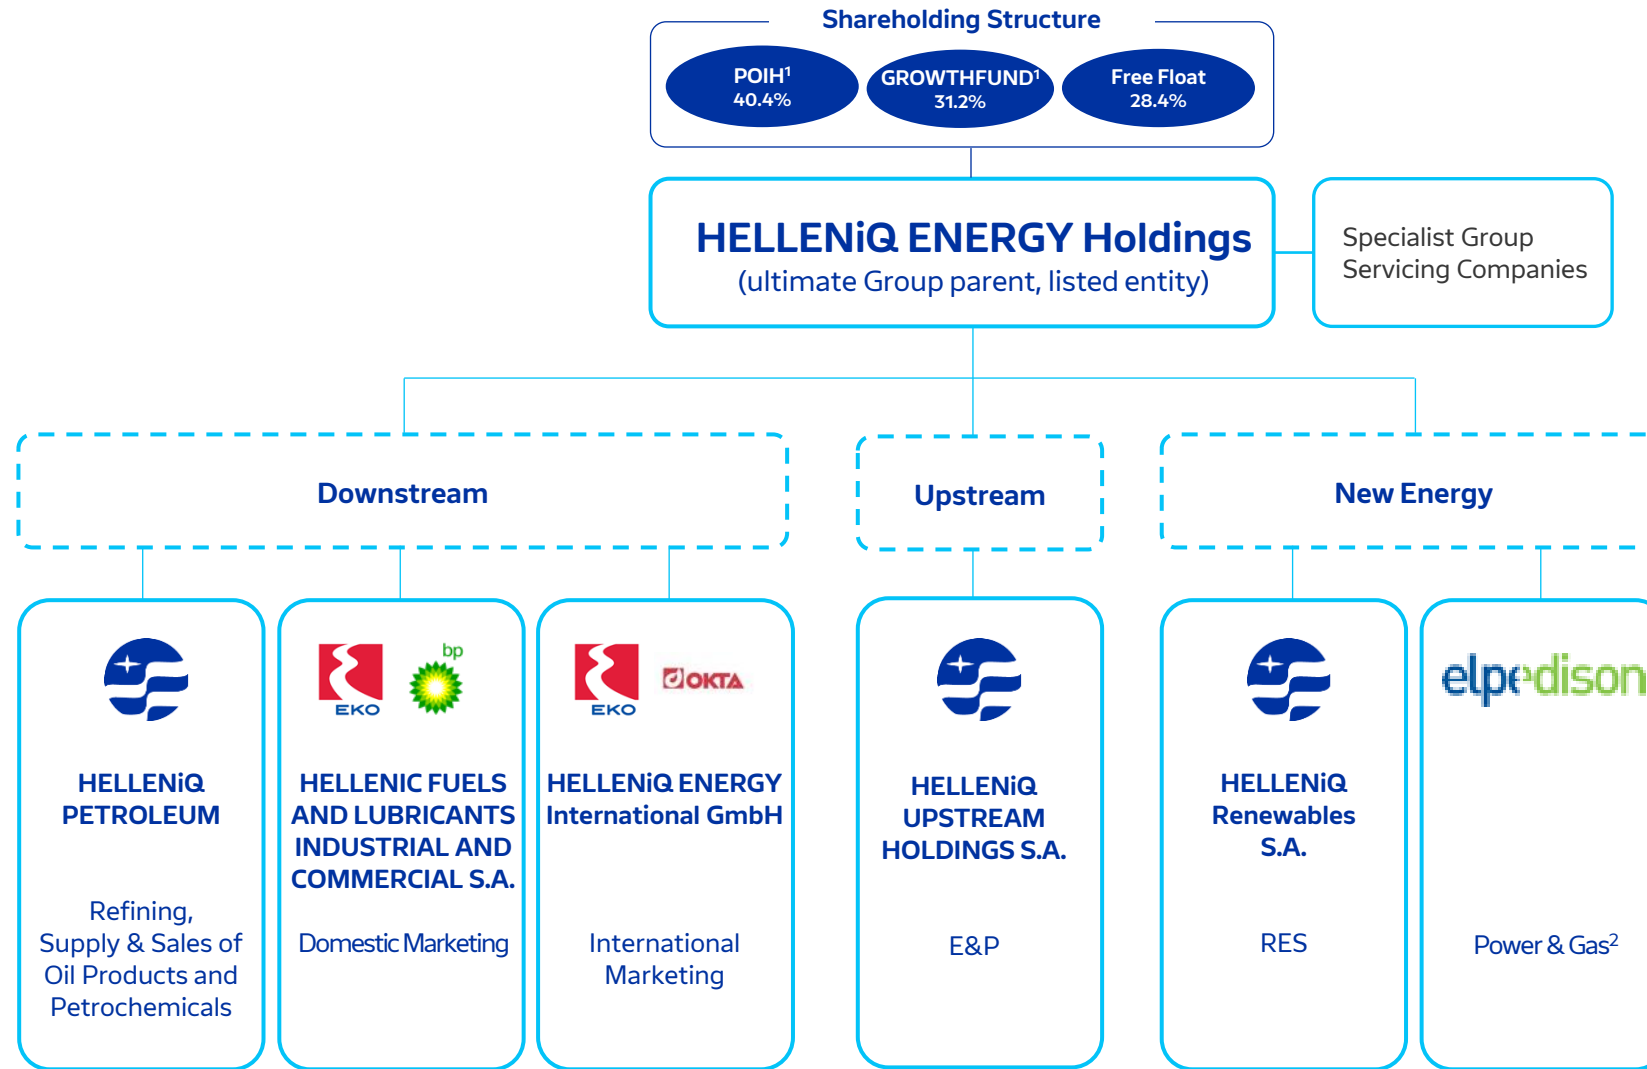 Shareholding Structure
POIH¹
40.4%
GROWTHFUND¹
31.2%
Free Float
28.4%
HELLENiQ ENERGY Holdings
(ultimate Group parent, listed entity)
Specialist Group
Servicing Companies
Downstream
Upstream
New Energy
HELLENiQ
PETROLEUM
Refining,
Supply & Sales of
Oil Products and
Petrochemicals
EKO
bp
HELLENIC FUELS
AND LUBRICANTS
INDUSTRIAL AND
COMMERCIAL S.A.
Domestic Marketing
EKO
OKTA
HELLENiQ ENERGY
International GmbH
International
Marketing
HELLENiQ
UPSTREAM
HOLDINGS S.A.
E&P
HELLENiQ
Renewables
S.A.
RES
elpedison
Power & Gas²